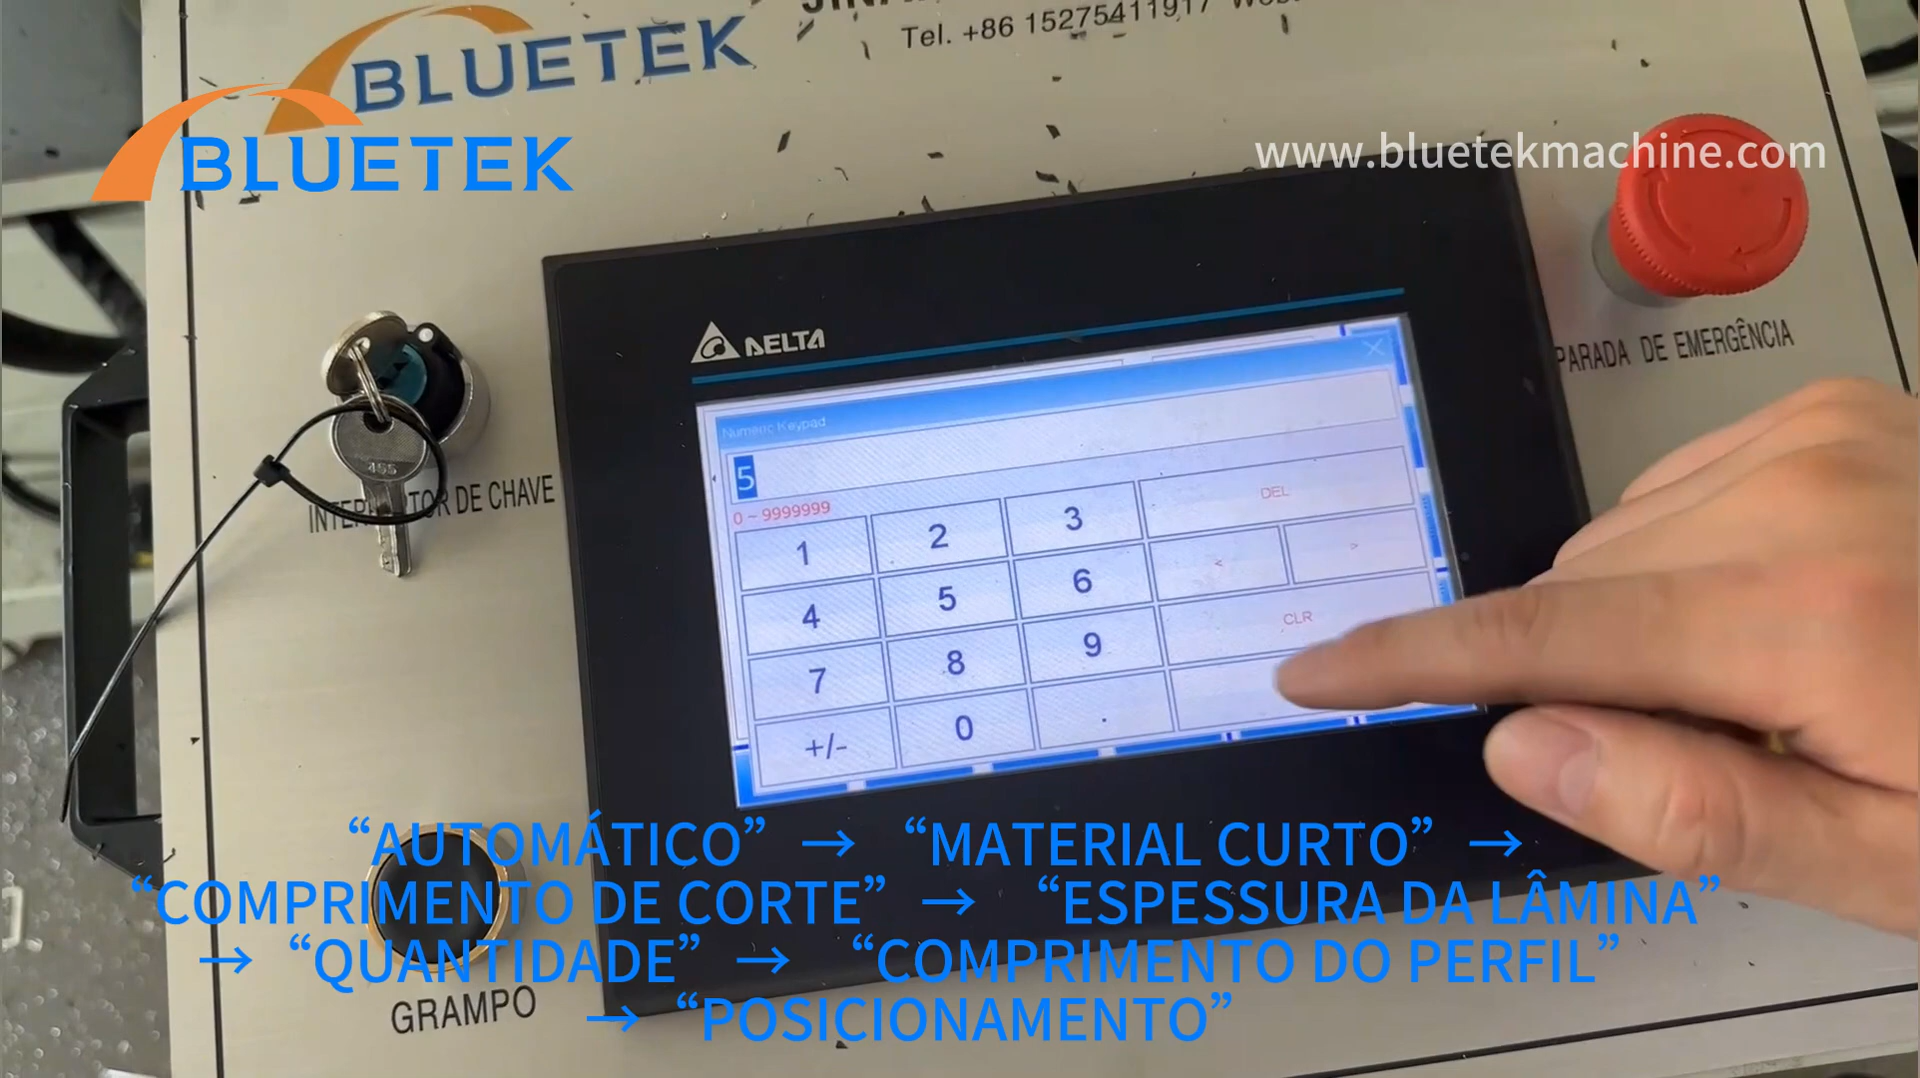 BLUETEK
Tel. +86 15275411917
BLUETEK
www.bluetekmachine.com
DELTA
PARADA DE EMERGÊNCIA
Numeric Keypad
5
0 ~ 9999999
1 2 3 DEL
4 5 6 < >
7 8 9 CLR
+/- 0 .
455
DE CHAVE
GRAMPO
“AUTOMÁTICO” → “MATERIAL CURTO” →
“COMPRIMENTO DE CORTE” → “ESPESSURA DA LÂMINA”
→ “QUANTIDADE” → “COMPRIMENTO DO PERFIL”
→ “POSICIONAMENTO”